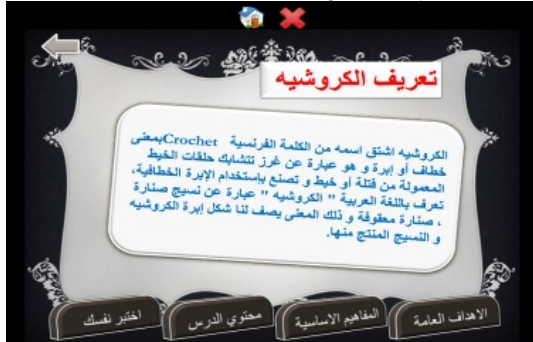 تعريف الكروشيه
الكروشيه اشتق اسمه من الكلمة الفرنسية Crochet بمعنى
خطاف أو إبرة و هو عبارة عن غرز تتشابك حلقات الخيط
المعمولة من فتلة أو خيط و تصنع بإستخدام الإبرة الخطافية،
تعرف باللغة العربية " الكروشيه " عبارة عن نسيج صنارة
، صنارة معقوفة و ذلك المعنى يصف لنا شكل إبرة الكروشيه
و النسيج المنتج منها.
الاهداف العامة
المفاهيم الاساسية
محتوي الدرس
اختبر نفسك